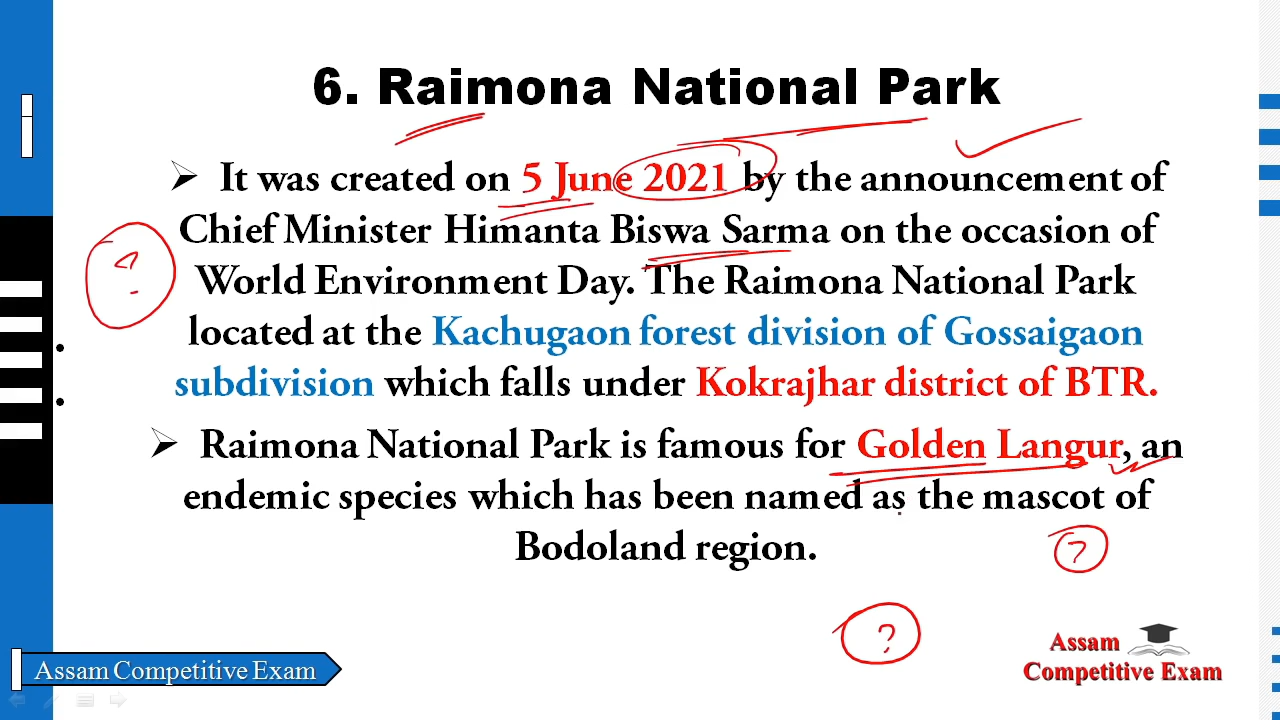 6. Raimona National Park
➢ It was created on 5 June 2021 by the announcement of
Chief Minister Himanta Biswa Sarma on the occasion of
World Environment Day. The Raimona National Park
located at the Kachugaon forest division of Gossaigaon
subdivision which falls under Kokrajhar district of BTR.
➢ Raimona National Park is famous for Golden Langur, an
endemic species which has been named as the mascot of
Bodoland region.
?
?
?
Assam Competitive Exam
Assam
Competitive Exam